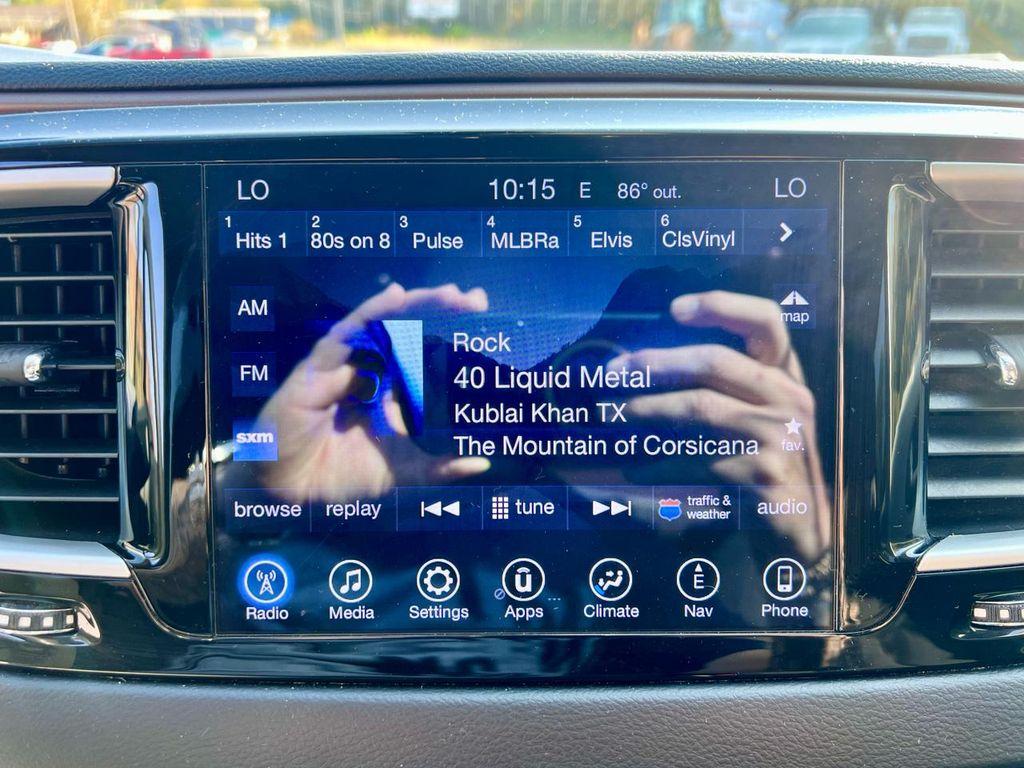 LO 10:15 E 86° out. LO
1 Hits 1 2 80s on 8 3 Pulse 4 MLBRa 5 Elvis 6 ClsVinyl
AM
map
Rock
FM
40 Liquid Metal
Kublai Khan TX
sxm
fav.
The Mountain of Corsicana
browse replay tune traffic & weather audio
E
Radio Media Settings Apps Climate Nav Phone